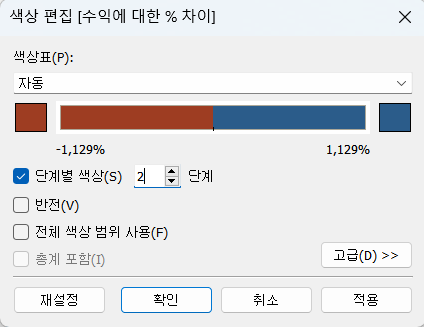 색상 편집 [수익에 대한 % 차이]
색상표(P):
자동
-1,129% 1,129%
단계별 색상(S) 2 단계
반전(V)
전체 색상 범위 사용(F)
총계 포함(I)
고급(D) >>
재설정 확인 취소 적용